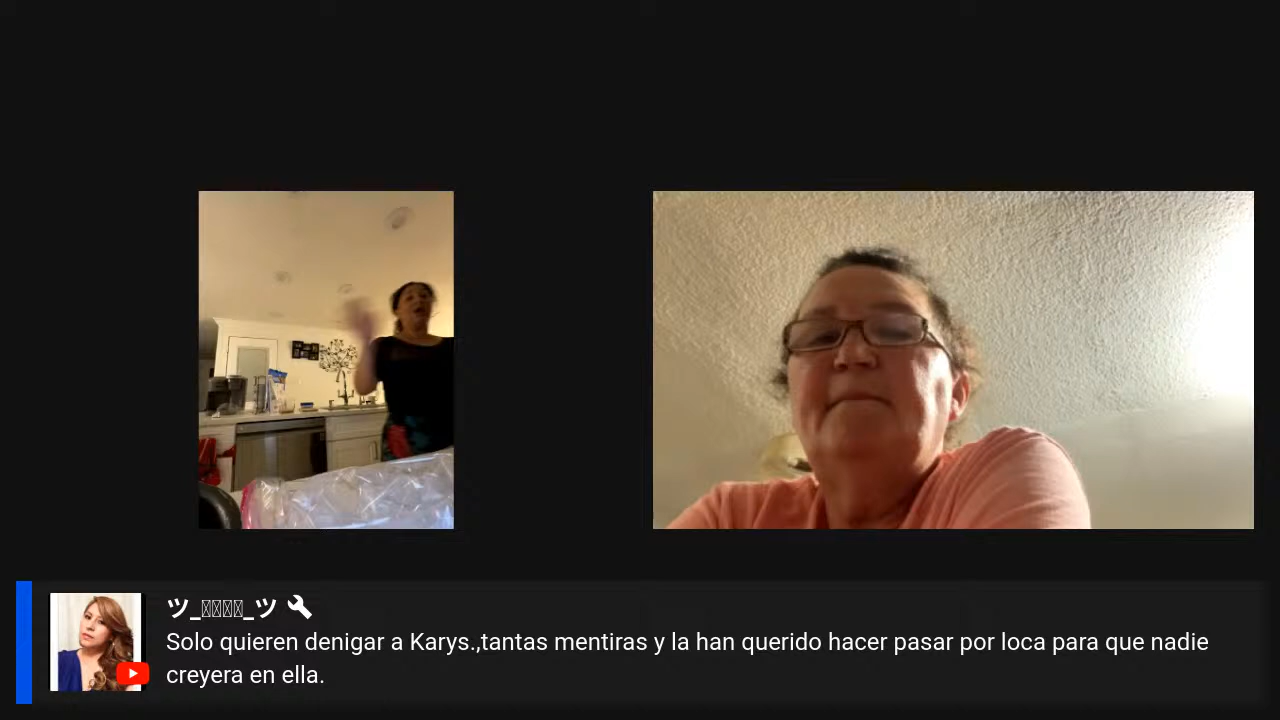 ツ_□□□□_ツ
Solo quieren denigar a Karys.,tantas mentiras y la han querido hacer pasar por loca para que nadie
creyera en ella.